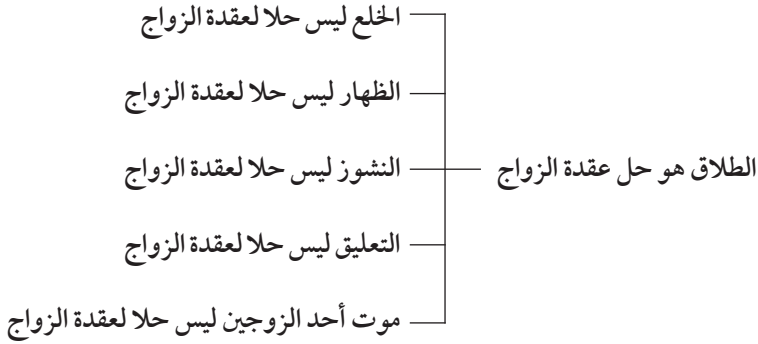 الطلاق هو حل عقدة الزواج
الخلع ليس حلا لعقدة الزواج
الظهار ليس حلا لعقدة الزواج
النشوز ليس حلا لعقدة الزواج
التعليق ليس حلا لعقدة الزواج
موت أحد الزوجين ليس حلا لعقدة الزواج